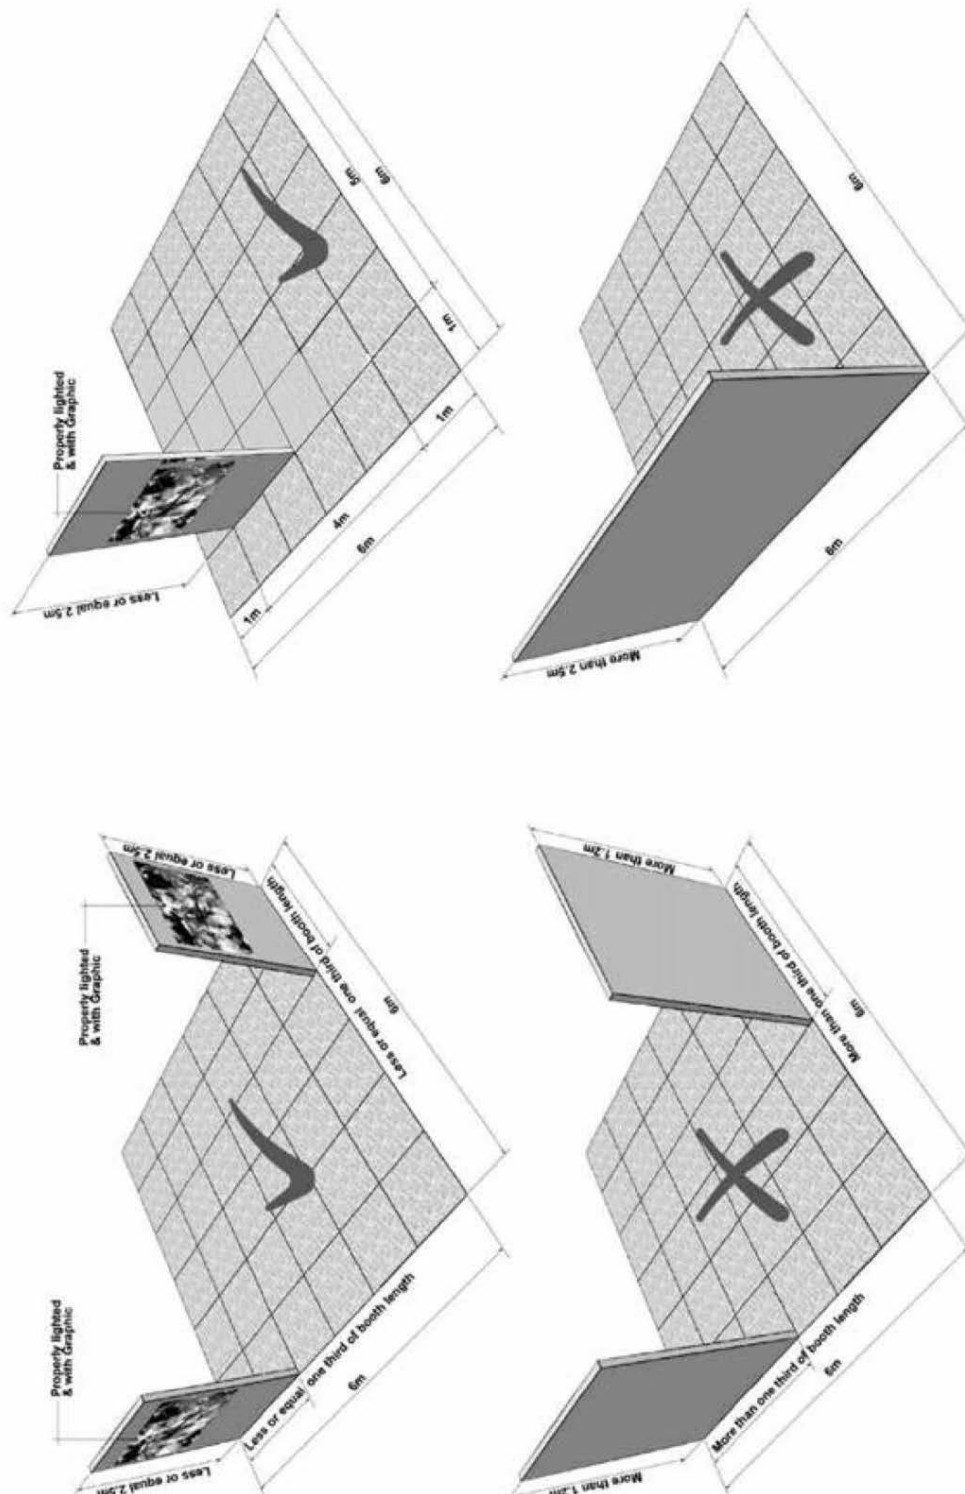 Properly lighted
& with Graphic
Less or equal 2.5m
1m
4m
1m
6m
5m
1m
6m
More than 2.5m
6m
6m
Properly lighted
& with Graphic
Less or equal 2.5m
Less or equal one third of booth length
6m
Properly lighted
& with Graphic
Less or equal 2.5m
Less or equal one third of booth length
6m
More than 1.2m
More than one third of booth length
6m
More than 1.2m
More than one third of booth length
6m